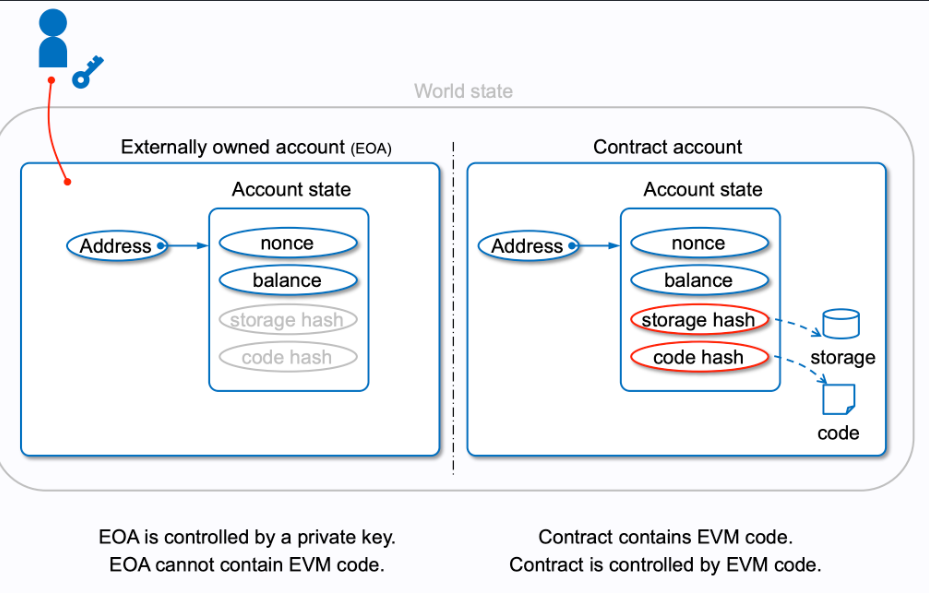 World state
Externally owned account (EOA)
Account state
Address
nonce
balance
storage hash
code hash
Contract account
Account state
Address
nonce
balance
storage hash
code hash
storage
code
EOA is controlled by a private key.
EOA cannot contain EVM code.
Contract contains EVM code.
Contract is controlled by EVM code.